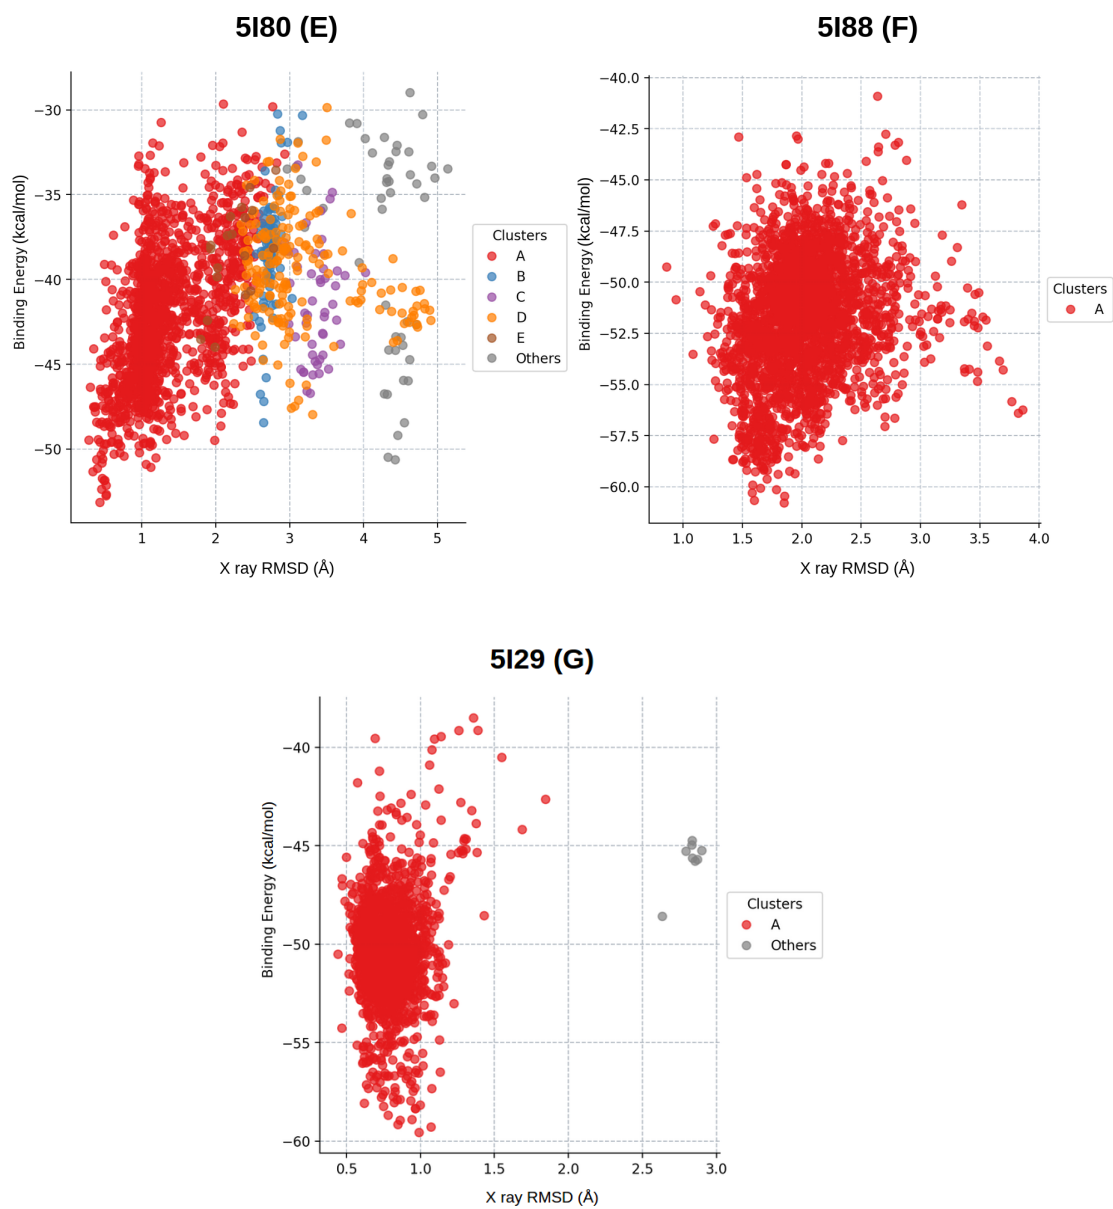 5I80 (E)
5I88 (F)
Binding Energy (kcal/mol)
−30
−35
−40
−45
−50
1
2
3
4
5
X ray RMSD (Å)
Clusters
A
B
C
D
E
Others
Binding Energy (kcal/mol)
−40.0
−42.5
−45.0
−47.5
−50.0
−52.5
−55.0
−57.5
−60.0
1.0
1.5
2.0
2.5
3.0
3.5
4.0
X ray RMSD (Å)
Clusters
A
5I29 (G)
Binding Energy (kcal/mol)
−40
−45
−50
−55
−60
0.5
1.0
1.5
2.0
2.5
3.0
X ray RMSD (Å)
Clusters
A
Others